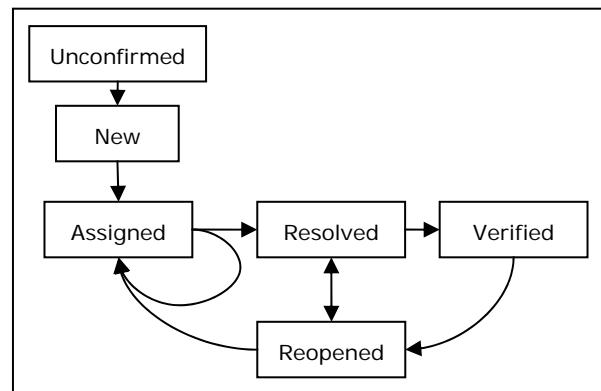 Unconfirmed
New
Assigned
Resolved
Verified
Reopened